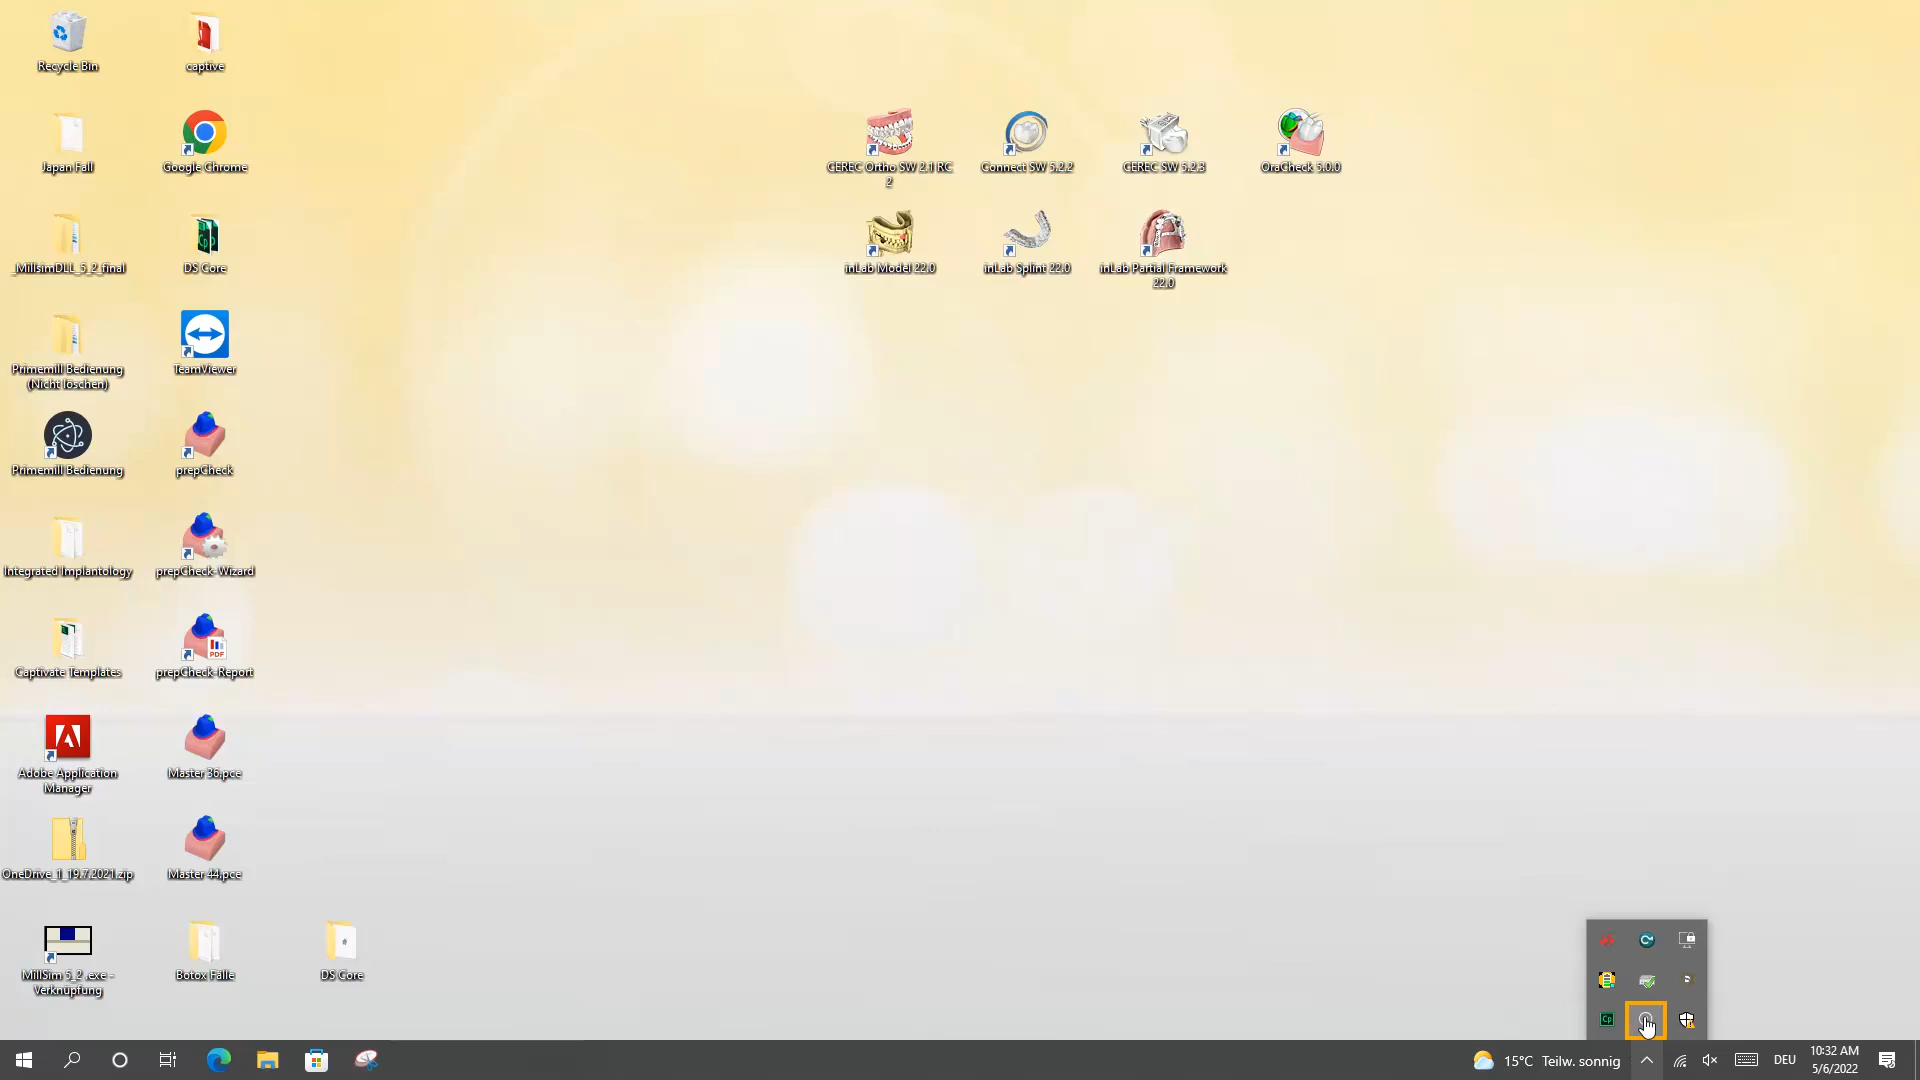 Recycle Bin
captive
Japan Fall
Google Chrome
CEREC Ortho SW 2.1 RC
2
Connect SW 5.2.2
CEREC SW 5.2.3
OraCheck 5.0.0
_MillsimDLL_5_2_final
DS Core
inLab Model 22.0
inLab Splint 22.0
inLab Partial Framework
22.0
Primemill Bedienung
(Nicht löschen)
TeamViewer
Primemill Bedienung
prepCheck
Integrated Implantology
prepCheck-Wizard
PDF
Captivate Templates
prepCheck-Report
Adobe Application
Manager
Master 36.pce
OneDrive_1_19.7.2021.zip
Master 44.pce
MillSim 5_2 .exe -
Verknüpfung
Botox Fälle
DS Core
Cp
15°C Teilw. sonnig
DEU
10:32 AM
5/6/2022